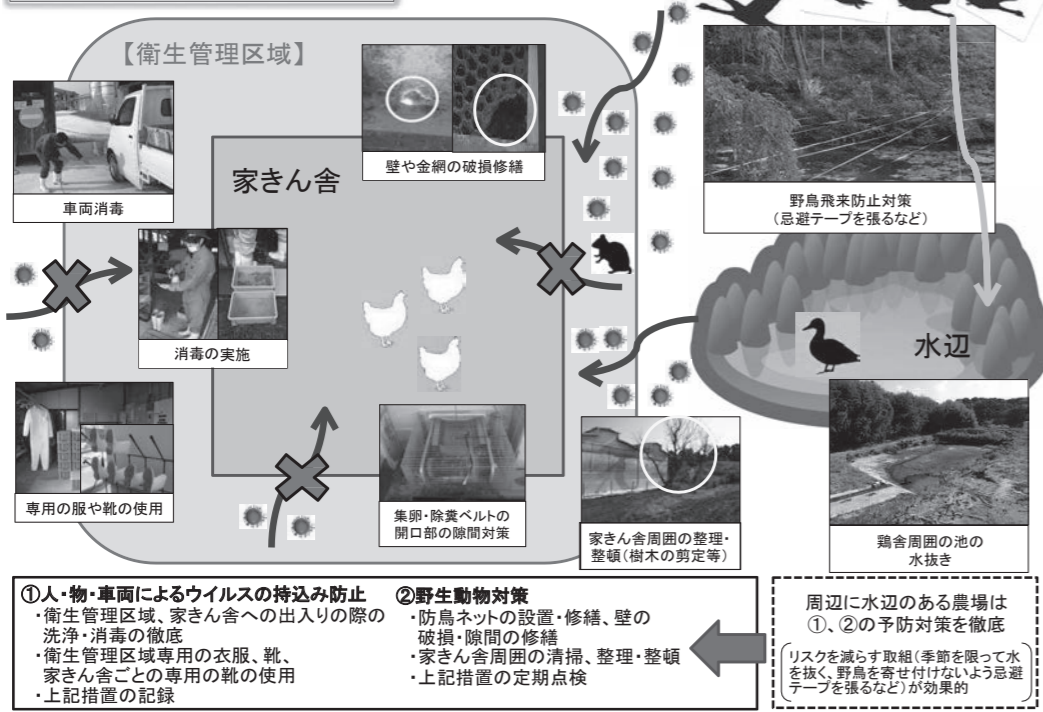 【衛生管理区域】
車両消毒
壁や金網の破損修繕
家きん舎
野鳥飛来防止対策
(忌避テープを張るなど)
消毒の実施
水辺
専用の服や靴の使用
集卵・除糞ベルトの
開口部の隙間対策
家きん舎周囲の整理・
整頓(樹木の剪定等)
鶏舎周囲の池の
水抜き
①人・物・車両によるウイルスの持込み防止
・衛生管理区域、家きん舎への出入りの際の
洗浄・消毒の徹底
・衛生管理区域専用の衣服、靴、
家きん舎ごとの専用の靴の使用
・上記措置の記録
②野生動物対策
・防鳥ネットの設置・修繕、壁の
破損・隙間の修繕
・家きん舎周囲の清掃、整理・整頓
・上記措置の定期点検
周辺に水辺のある農場は
①、②の予防対策を徹底
リスクを減らす取組(季節を限って水
を抜く、野鳥を寄せ付けないよう忌避
テープを張るなど)が効果的